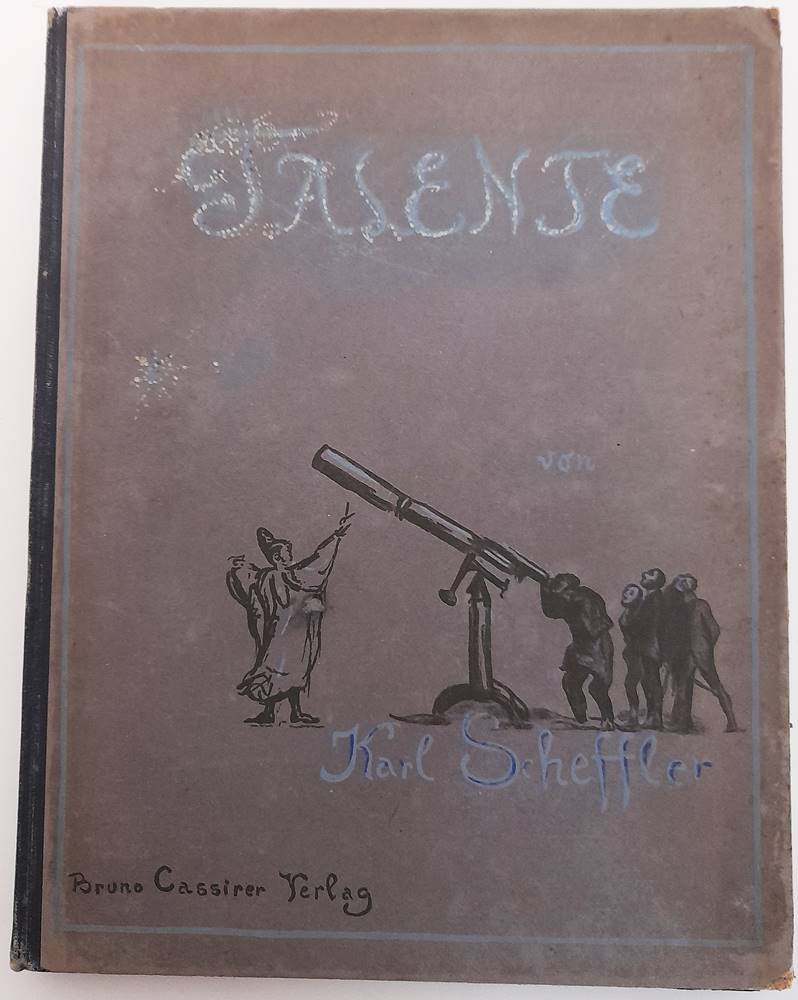 TALENTE
von
Karl Scheffler
Bruno Cassirer Verlag